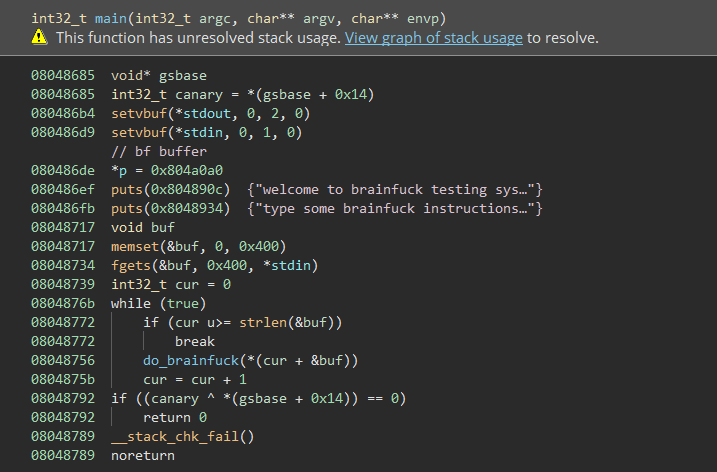 int32_t main(int32_t argc, char** argv, char** envp)
This function has unresolved stack usage. View graph of stack usage to resolve.
08048685 void* gsbase
08048685 int32_t canary = *(gsbase + 0x14)
080486b4 setvbuf(*stdout, 0, 2, 0)
080486d9 setvbuf(*stdin, 0, 1, 0)
// bf buffer
080486de *p = 0x804a0a0
080486ef puts(0x804890c) {"welcome to brainfuck testing sys…"}
080486fb puts(0x8048934) {"type some brainfuck instructions…"}
08048717 void buf
08048717 memset(&buf, 0, 0x400)
08048734 fgets(&buf, 0x400, *stdin)
08048739 int32_t cur = 0
0804876b while (true)
08048772 if (cur u>= strlen(&buf))
08048772 break
08048756 do_brainfuck(*(cur + &buf))
0804875b cur = cur + 1
08048792 if ((canary ^ *(gsbase + 0x14)) == 0)
08048792 return 0
08048789 __stack_chk_fail()
08048789 noreturn